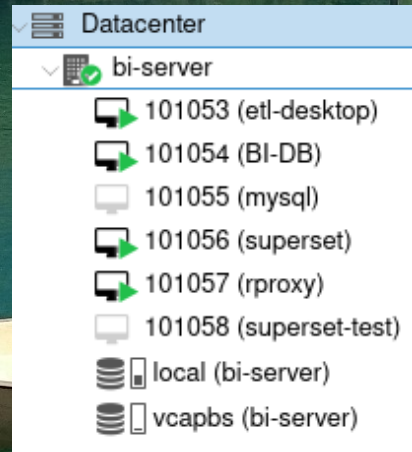 Datacenter
bi-server
101053 (etl-desktop)
101054 (BI-DB)
101055 (mysql)
101056 (superset)
101057 (rproxy)
101058 (superset-test)
local (bi-server)
vcapbs (bi-server)